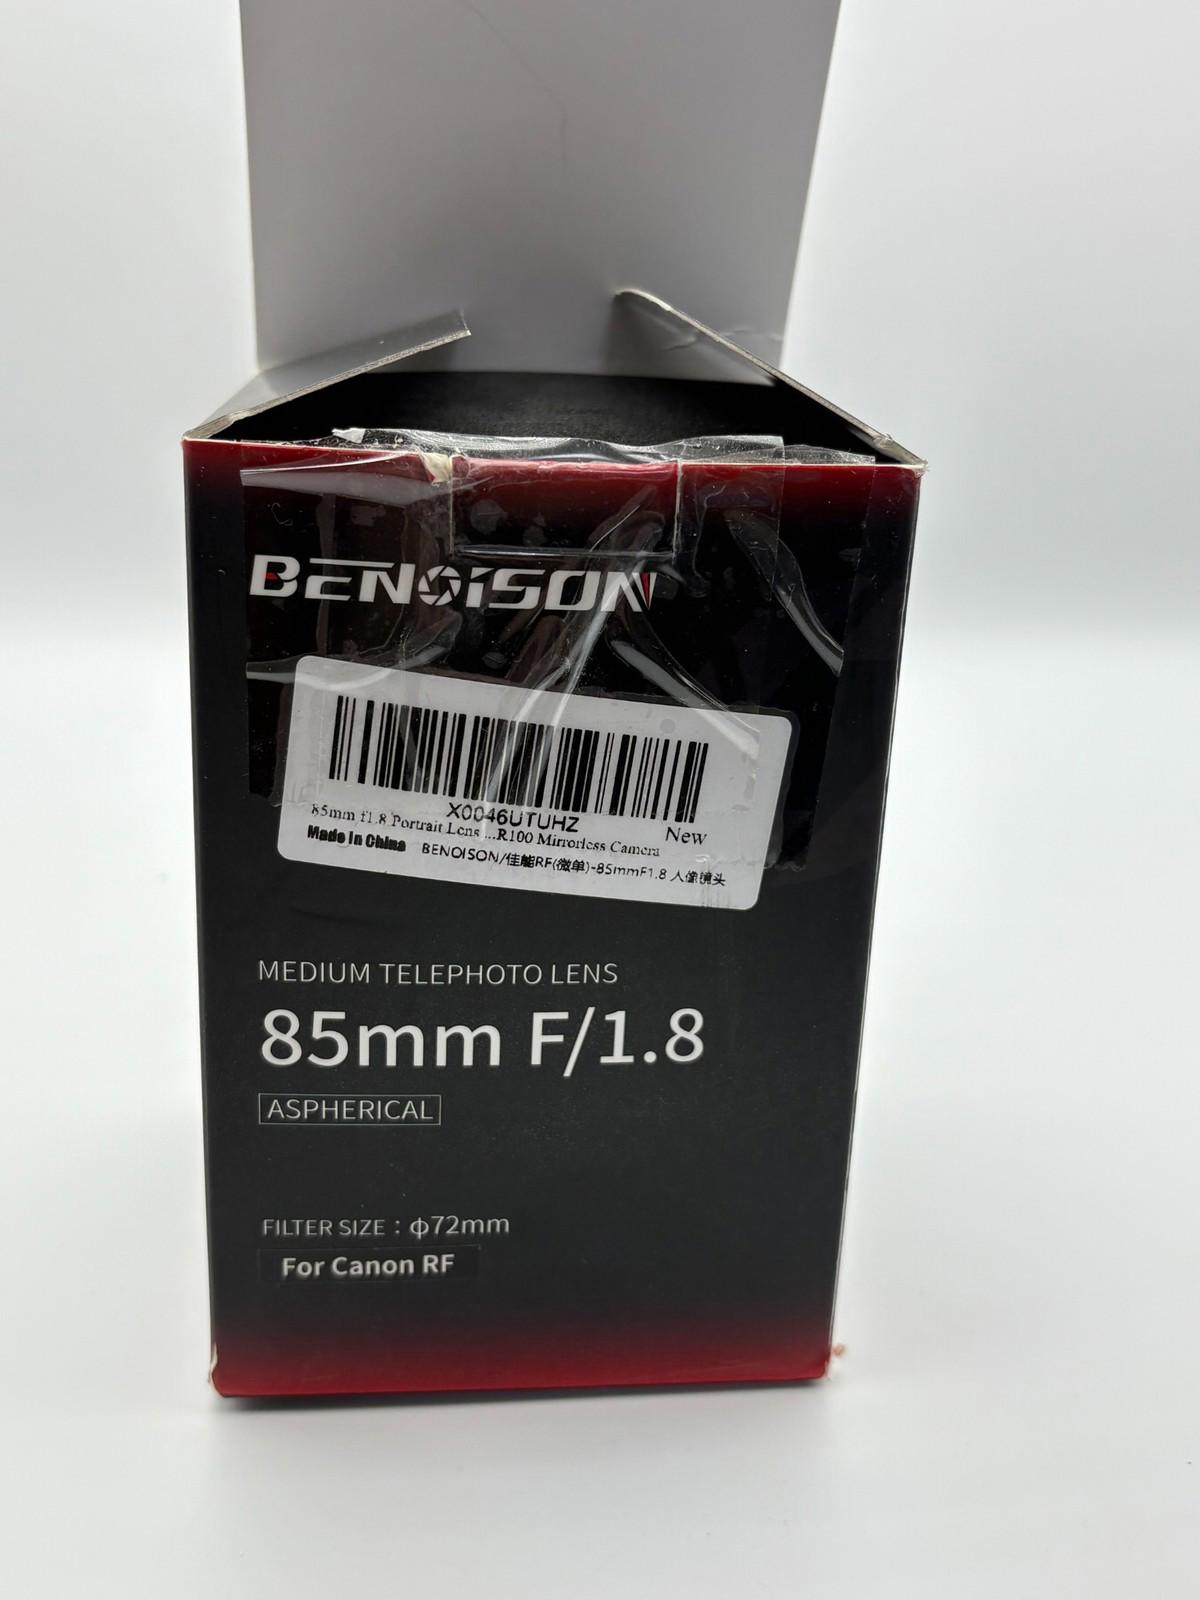 BENOISON
X0046UTUHZ
85mm f1.8 Portrait Lens ...R100 Mirrorless Camera
New
Made in China
BENOISON/佳能RF(微单)-85mmF1.8 人像镜头
MEDIUM TELEPHOTO LENS
85mm F/1.8
ASPHERICAL
FILTER SIZE : ϕ72mm
For Canon RF